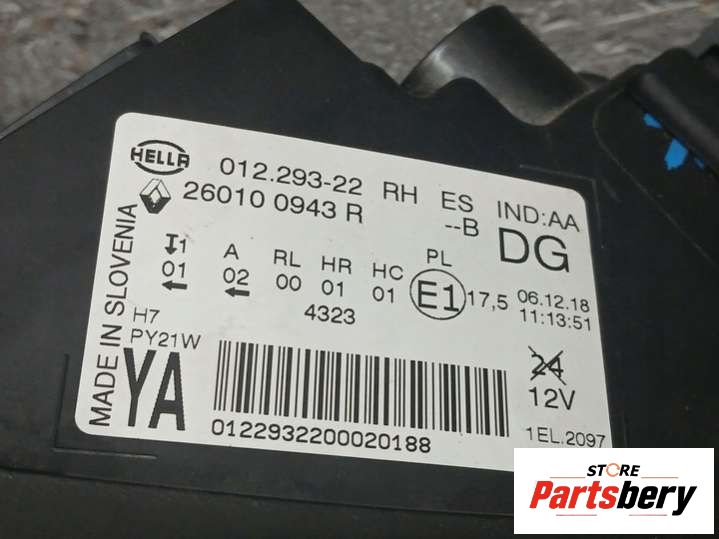 HELLA 012.293-22 RH ES IND:AA
260100943R --B DG
1 A RL HR HC PL
01 02 00 01 01 E1 17,5 06.12.18
4323 11:13:51
H7
PY21W
YA
MADE IN SLOVENIA
24
12V
0122932200020188
1EL.2097
STORE
Partsbery